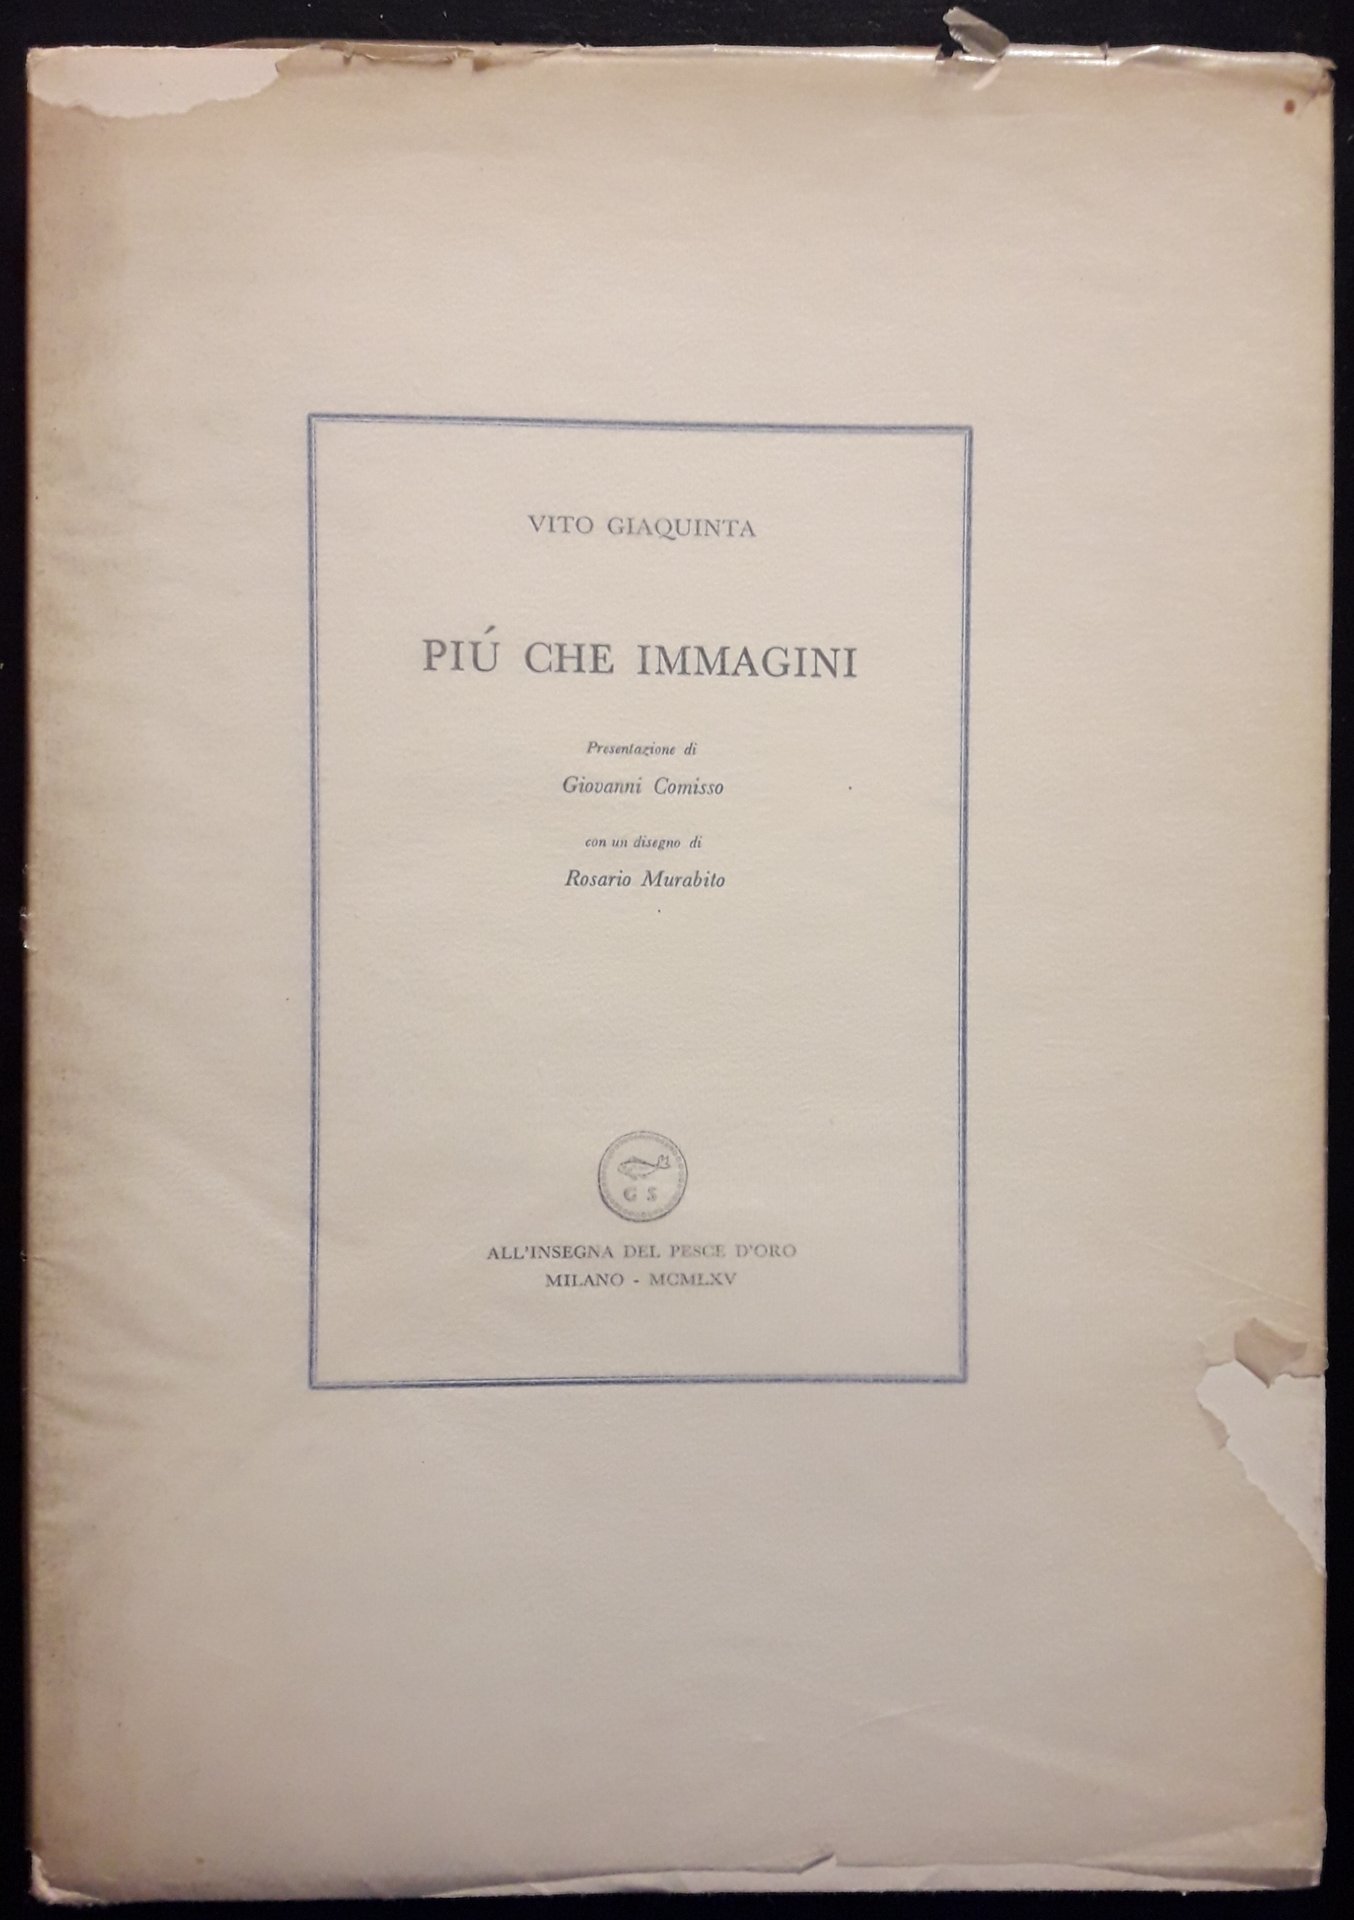 VITO GIAQUINTA
PIÚ CHE IMMAGINI
Presentazione di
Giovanni Comisso
con un disegno di
Rosario Murabito
G S
ALL'INSEGNA DEL PESCE D'ORO
MILANO - MCMLXV